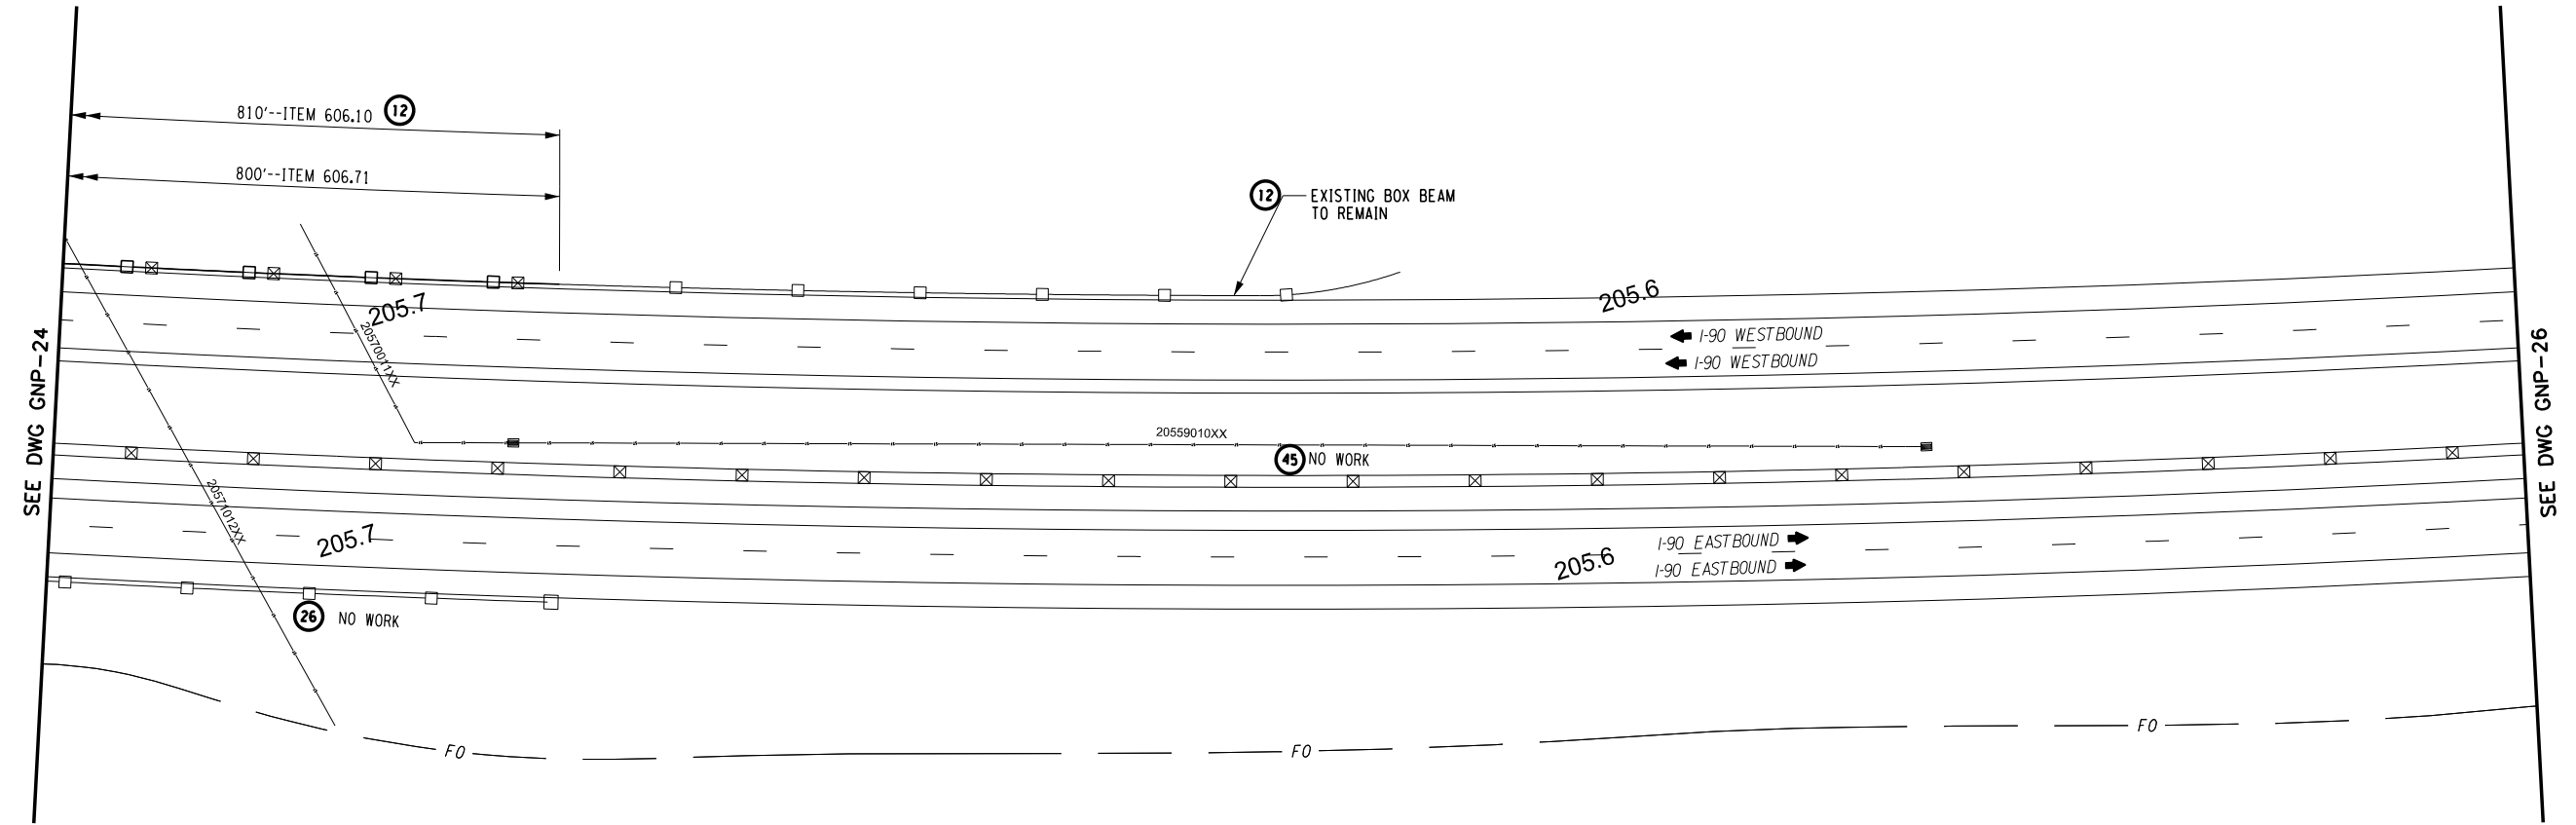 810'--ITEM 606.10 12
800'--ITEM 606.71
12 EXISTING BOX BEAM
TO REMAIN
205.7
205.6
20570011XX
I-90 WESTBOUND
I-90 WESTBOUND
SEE DWG GNP-24
SEE DWG GNP-26
20559010XX
45 NO WORK
20571012XX
205.7
205.6
I-90 EASTBOUND
I-90 EASTBOUND
26 NO WORK
FO
FO
FO